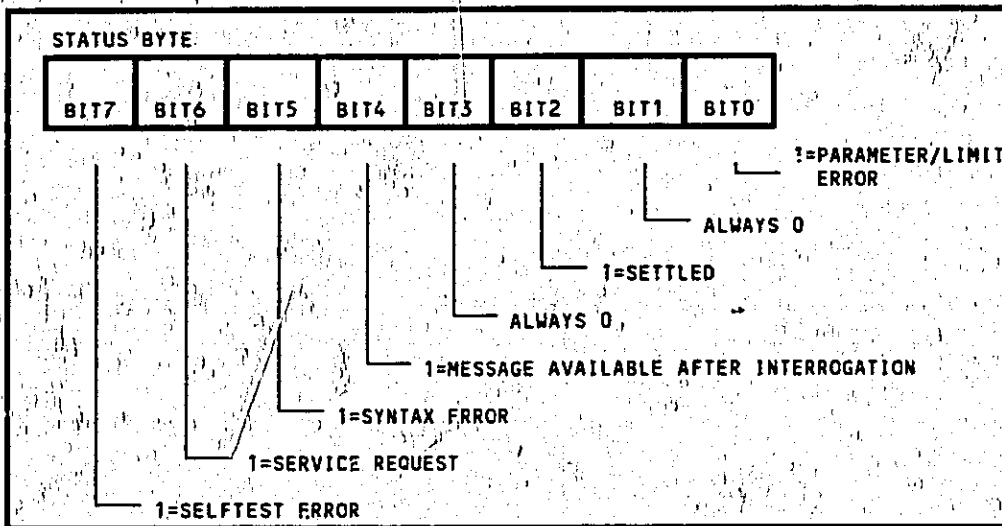 STATUS BYTE
BIT7 BIT6 BIT5 BIT4 BIT3 BIT2 BIT1 BIT0
1=PARAMETER/LIMIT
ERROR
ALWAYS 0
1=SETTLED
ALWAYS 0
1=MESSAGE AVAILABLE AFTER INTERROGATION
1=SYNTAX ERROR
1=SERVICE REQUEST
1=SELFTEST ERROR